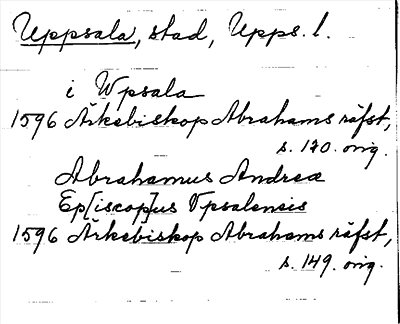 Uppsala, stad, Upps. l.
i Wpsala
1596 Ärkebiskop Abrahams räfst,
s. 120. orig.
Abrahamus Andreæ
Ep[iscop]us Vpsalensis
1596 Ärkebiskop Abrahams räfst,
s. 149. orig.